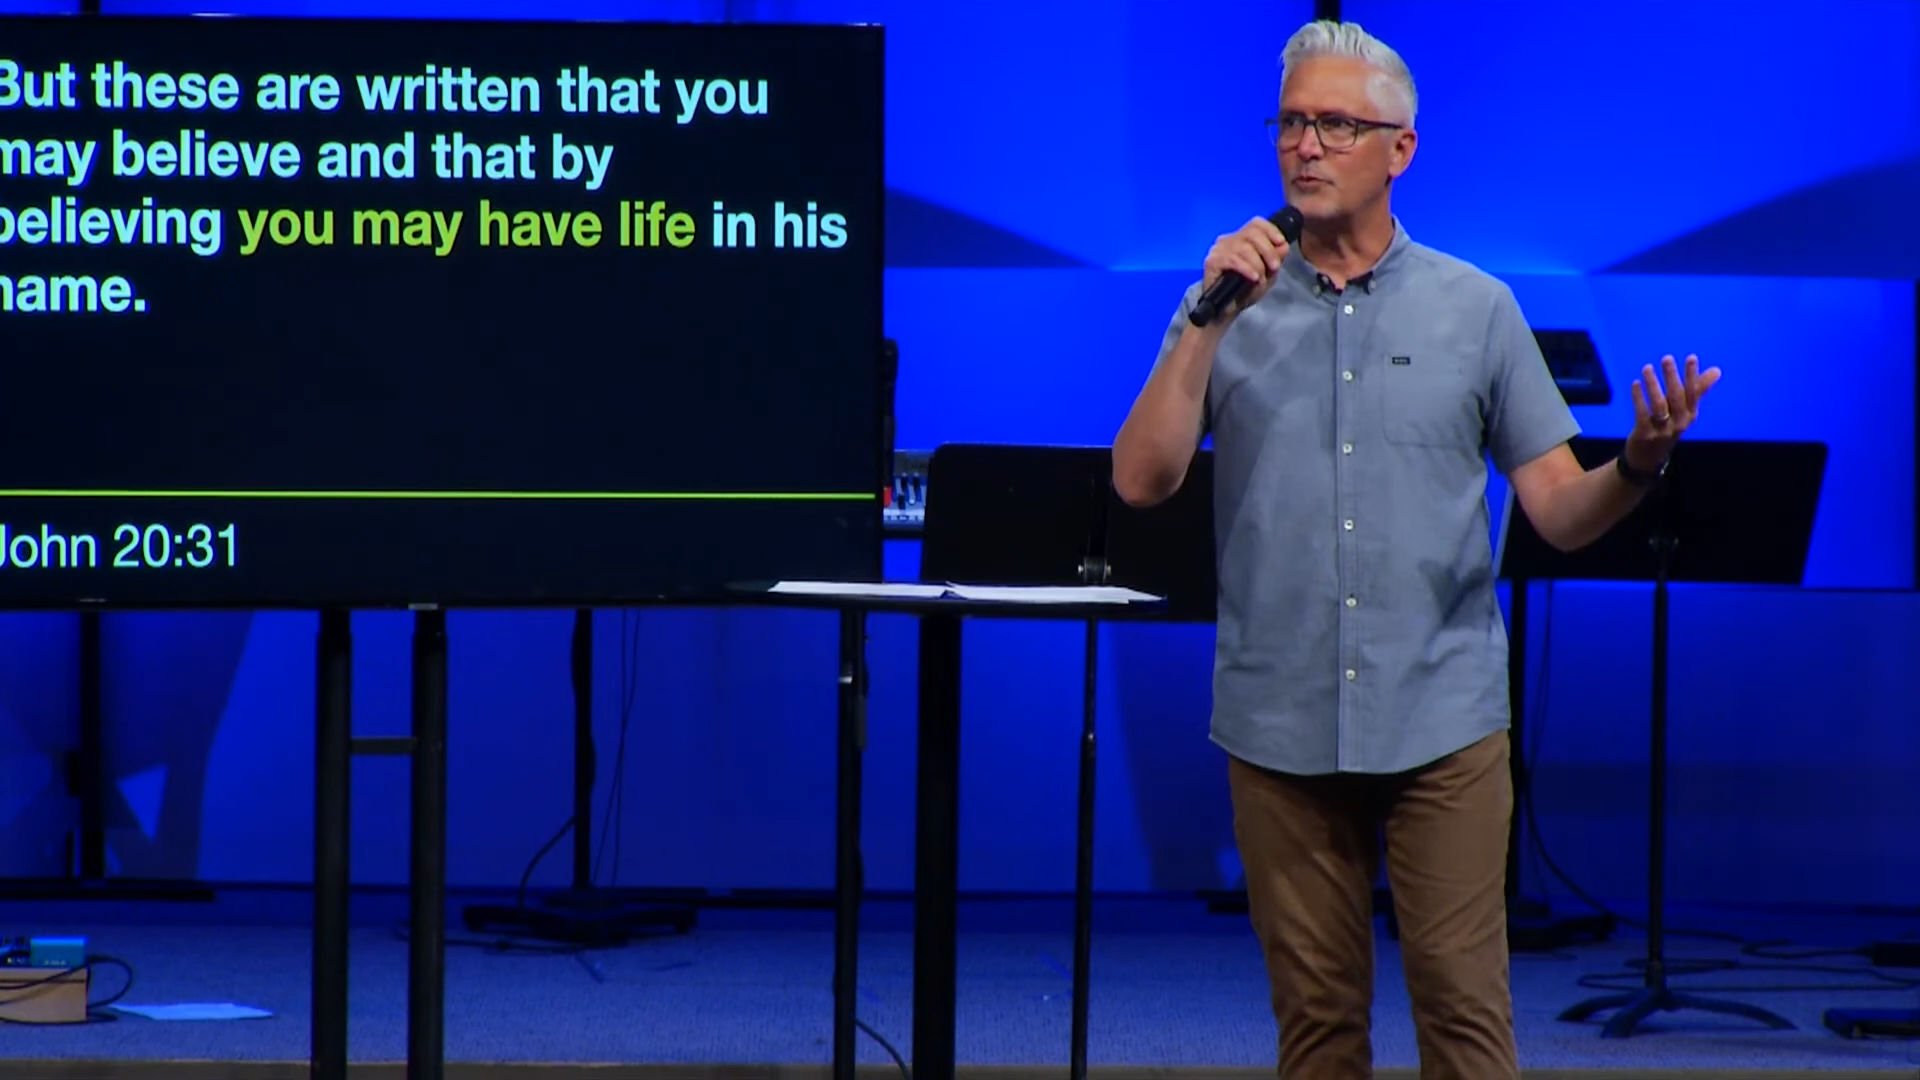 But these are written that you
may believe and that by
believing you may have life in his
name.
John 20:31